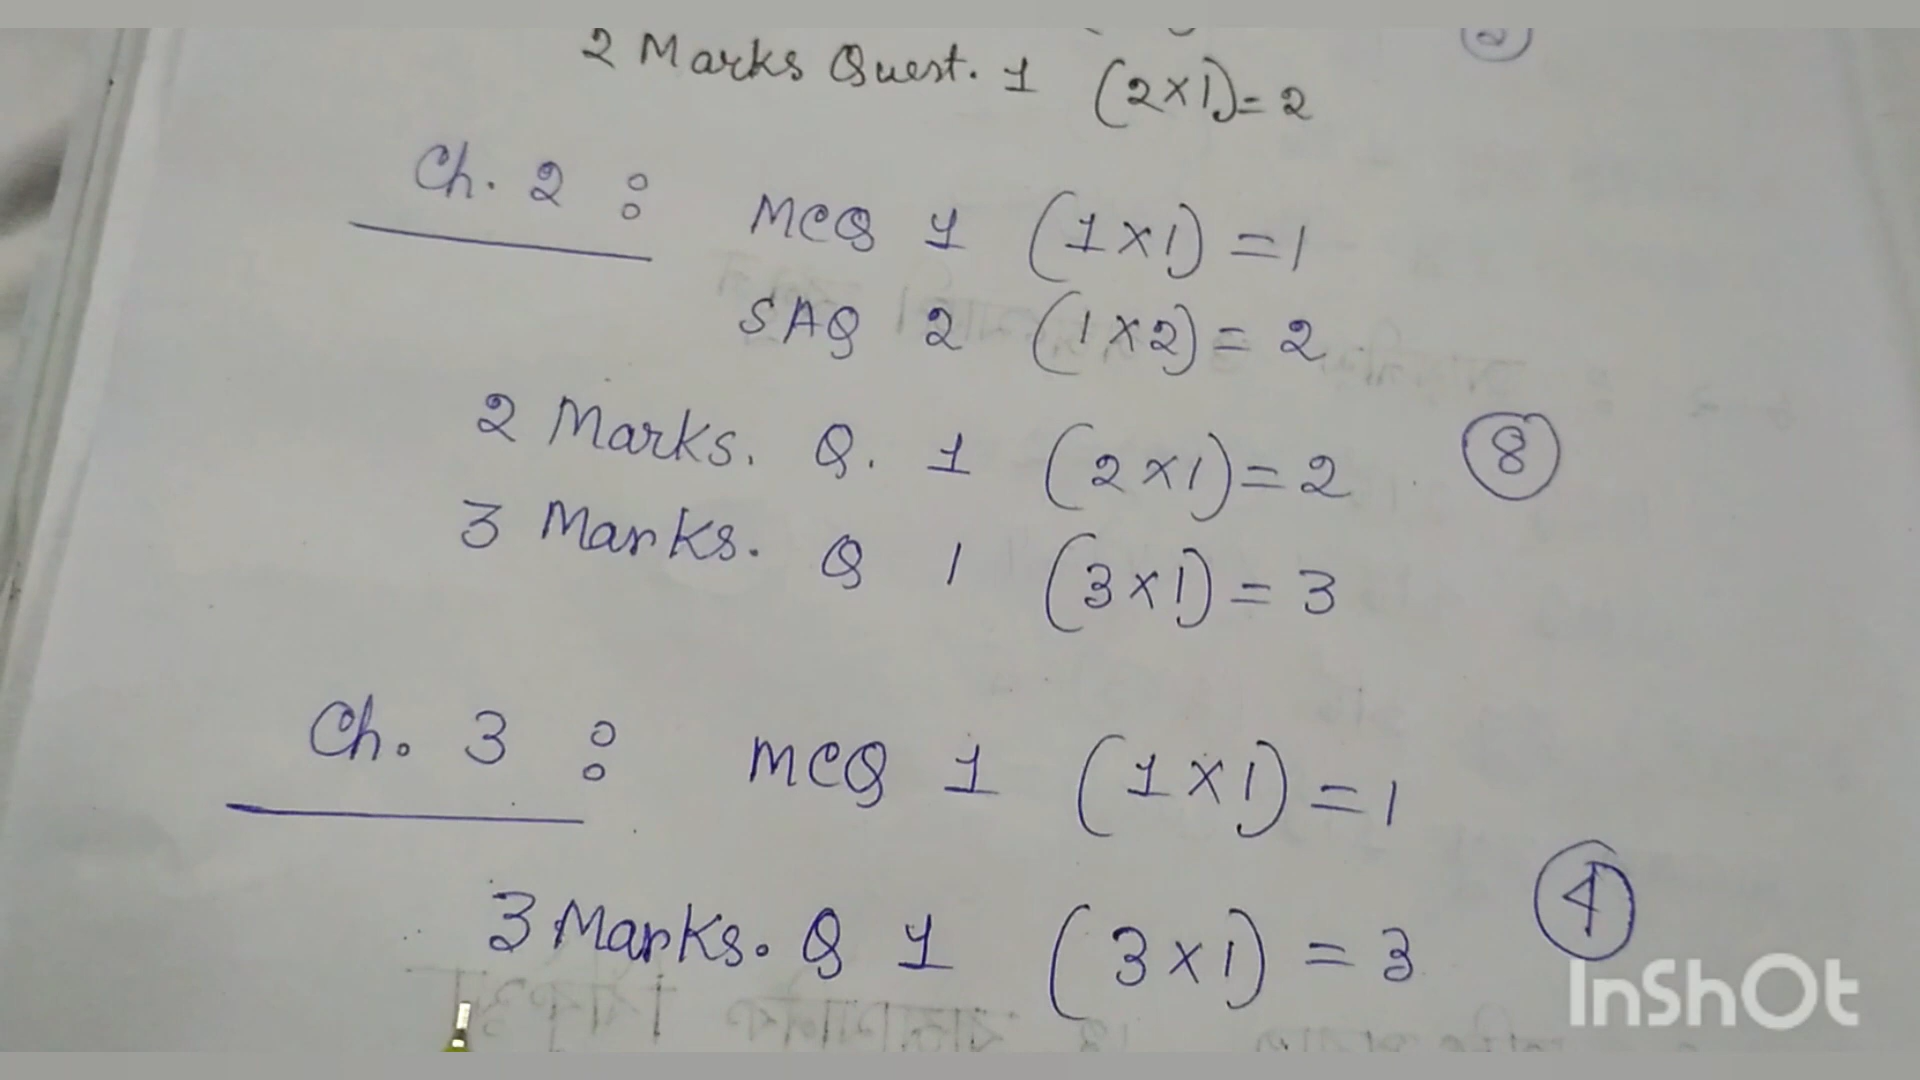 2 Marks Quest. 1 (2×1)= 2
Ch. 2 : MCQ 1 (1×1) = 1
SAQ 2 (1×2) = 2
2 Marks. Q. 1 (2×1) = 2 8
3 Marks. Q 1 (3×1) = 3
Ch. 3 : MCQ 1 (1×1) = 1
4
3 Marks. Q 1 (3×1) = 3
InShOt